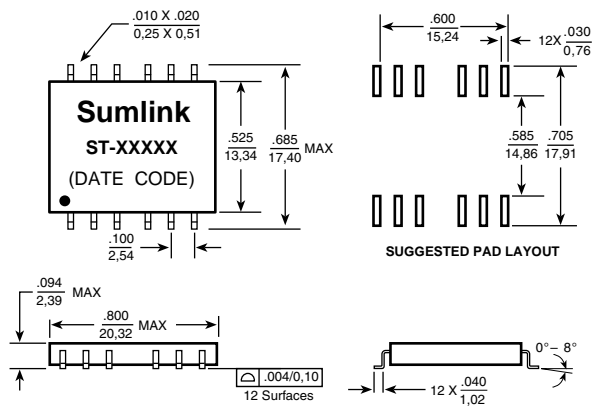 .010 X .020
0,25 X 0,51
Sumlink
ST-XXXXX
(DATE CODE)
.525
13,34
.685
17,40 MAX
.100
2,54
.600
15,24
12X .030
0,76
.585
14,86
.705
17,91
SUGGESTED PAD LAYOUT
.094
2,39 MAX
.800
20,32 MAX
.004/0,10
12 Surfaces
0°– 8°
12 X .040
1,02